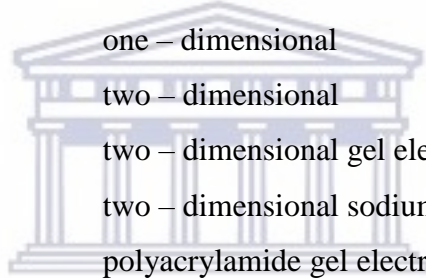 one – dimensional
two – dimensional
two – dimensional gel
two – dimensional
polyacrylamide gel